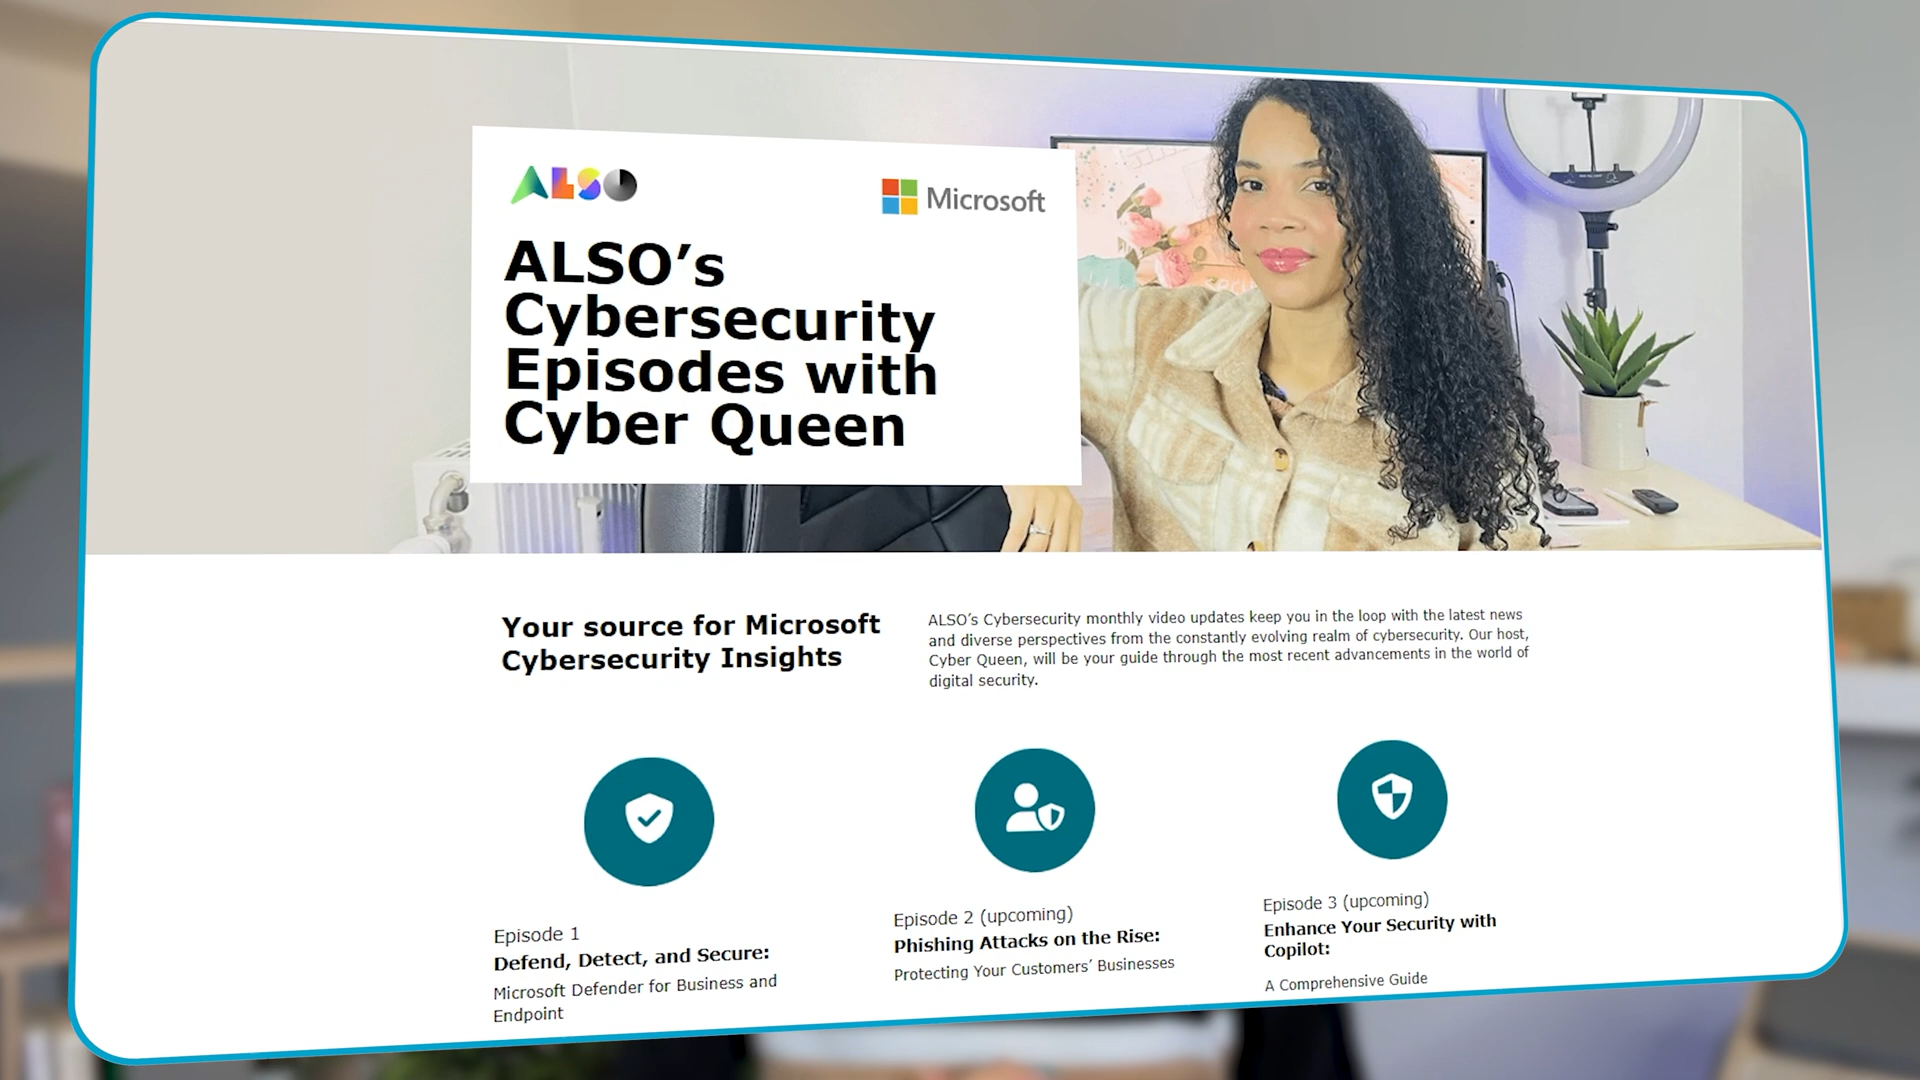 ALSO
Microsoft
ALSO’s
Cybersecurity
Episodes with
Cyber Queen
Your source for Microsoft
Cybersecurity Insights
ALSO’s Cybersecurity monthly video updates keep you in the loop with the latest news
and diverse perspectives from the constantly evolving realm of cybersecurity. Our host,
Cyber Queen, will be your guide through the most recent advancements in the world of
digital security.
Episode 1
Defend, Detect, and Secure:
Microsoft Defender for Business and
Endpoint
Episode 2 (upcoming)
Phishing Attacks on the Rise:
Protecting Your Customers’ Businesses
Episode 3 (upcoming)
Enhance Your Security with
Copilot:
A Comprehensive Guide